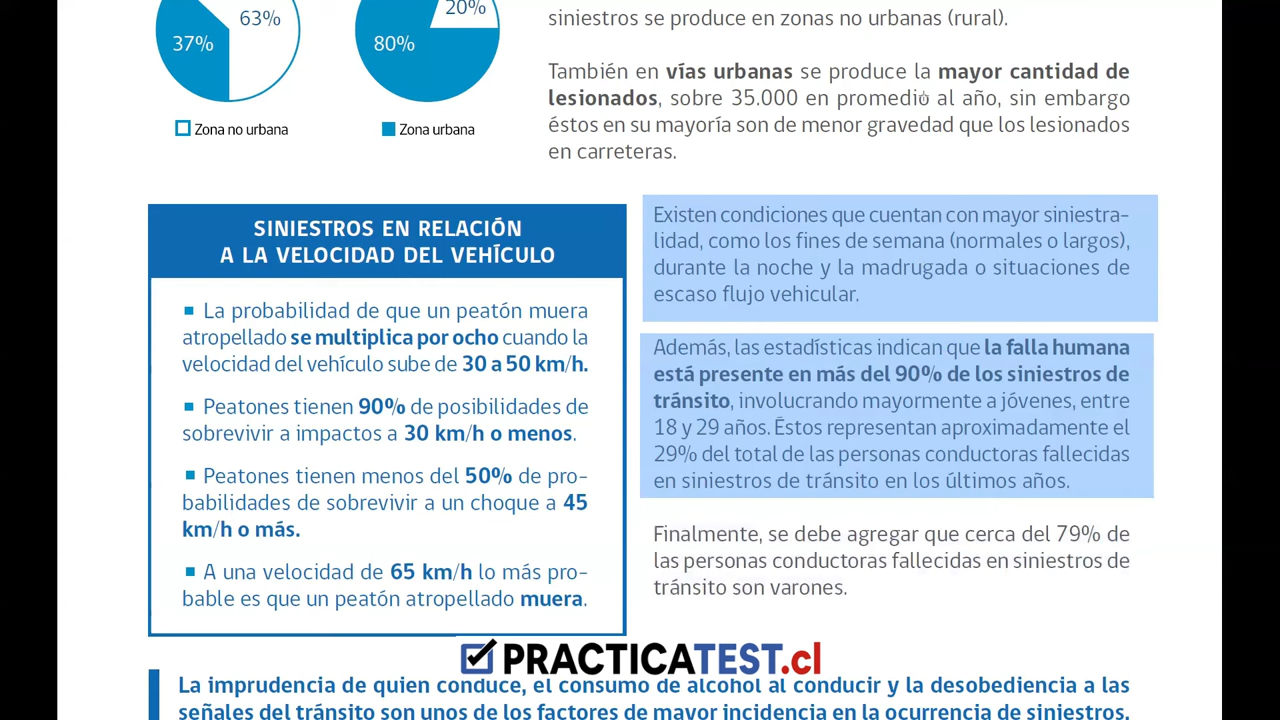 63%
37%
20%
80%
Zona no urbana
Zona urbana
siniestros se produce en zonas no urbanas (rural).
También en vías urbanas se produce la mayor cantidad de
lesionados, sobre 35.000 en promedio al año, sin embargo
éstos en su mayoría son de menor gravedad que los lesionados
en carreteras.
SINIESTROS EN RELACIÓN
A LA VELOCIDAD DEL VEHÍCULO
La probabilidad de que un peatón muera
atropellado se multiplica por ocho cuando la
velocidad del vehículo sube de 30 a 50 km/h.
Peatones tienen 90% de posibilidades de
sobrevivir a impactos a 30 km/h o menos.
Peatones tienen menos del 50% de pro-
babilidades de sobrevivir a un choque a 45
km/h o más.
A una velocidad de 65 km/h lo más pro-
bable es que un peatón atropellado muera.
Existen condiciones que cuentan con mayor siniestra-
lidad, como los fines de semana (normales o largos),
durante la noche y la madrugada o situaciones de
escaso flujo vehicular.
Además, las estadísticas indican que la falla humana
está presente en más del 90% de los siniestros de
tránsito, involucrando mayormente a jóvenes, entre
18 y 29 años. Éstos representan aproximadamente el
29% del total de las personas conductoras fallecidas
en siniestros de tránsito en los últimos años.
Finalmente, se debe agregar que cerca del 79% de
las personas conductoras fallecidas en siniestros de
tránsito son varones.
PRACTICATEST.cl
La imprudencia de quien conduce, el consumo de alcohol al conducir y la desobediencia a las
señales del tránsito son unos de los factores de mayor incidencia en la ocurrencia de siniestros.